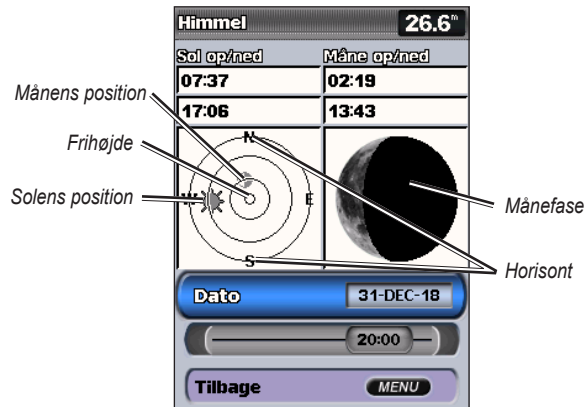 Himmel 26.6ᵐ
Sol op/ned Måne op/ned
07:37 02:19
17:06 13:43
Månens position
Frihøjde
Solens position
N
W E
S
Månefase
Horisont
Dato 31-DEC-18
20:00
Tilbage MENU